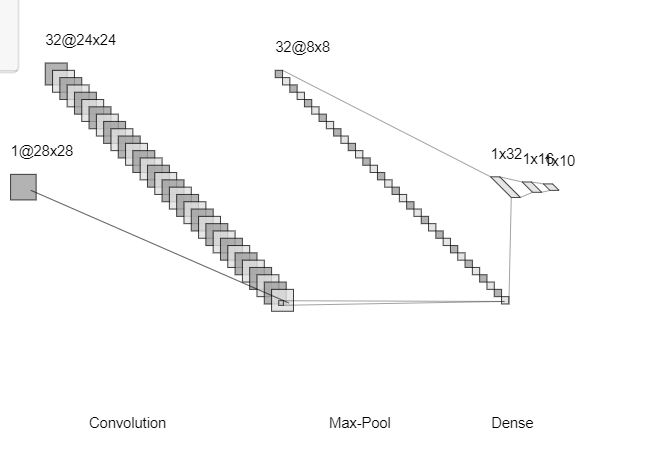 32@24x24
32@8x8
1@28x28
1x32
1x16
1x10
Convolution
Max-Pool
Dense